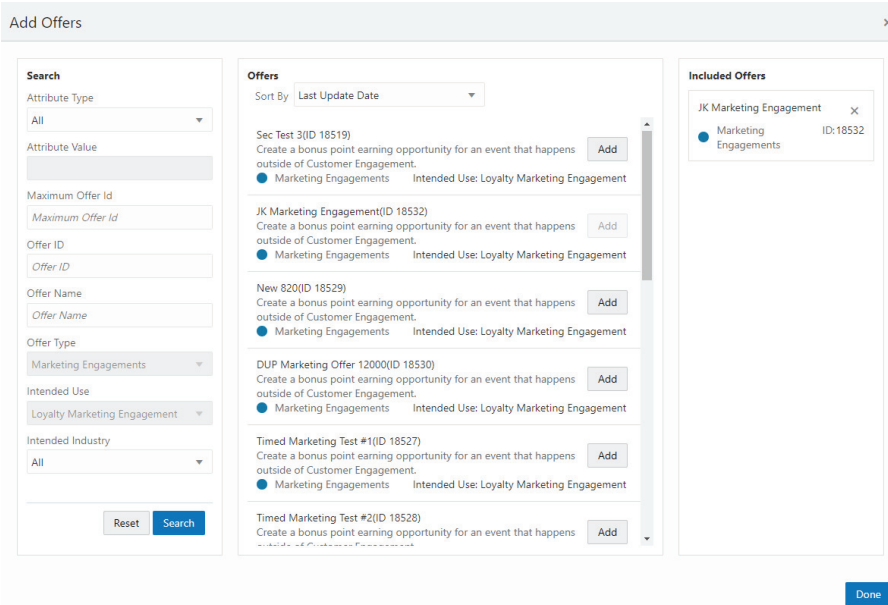 Add Offers
×
Search
Attribute Type
All
Attribute Value
Maximum Offer Id
Maximum Offer Id
Offer ID
Offer ID
Offer Name
Offer Name
Offer Type
Marketing Engagements
Intended Use
Loyalty Marketing Engagement
Intended Industry
All
Reset Search
Offers
Sort By Last Update Date
Sec Test 3(ID 18519)
Create a bonus point earning opportunity for an event that happens
outside of Customer Engagement.
Add
Marketing Engagements Intended Use: Loyalty Marketing Engagement
JK Marketing Engagement(ID 18532)
Create a bonus point earning opportunity for an event that happens
outside of Customer Engagement.
Add
Marketing Engagements Intended Use: Loyalty Marketing Engagement
New 820(ID 18529)
Create a bonus point earning opportunity for an event that happens
outside of Customer Engagement.
Add
Marketing Engagements Intended Use: Loyalty Marketing Engagement
DUP Marketing Offer 12000(ID 18530)
Create a bonus point earning opportunity for an event that happens
outside of Customer Engagement.
Add
Marketing Engagements Intended Use: Loyalty Marketing Engagement
Timed Marketing Test #1(ID 18527)
Create a bonus point earning opportunity for an event that happens
outside of Customer Engagement.
Add
Marketing Engagements Intended Use: Loyalty Marketing Engagement
Timed Marketing Test #2(ID 18528)
Create a bonus point earning opportunity for an event that happens
outside of Customer Engagement.
Add
Included Offers
JK Marketing Engagement ×
Marketing
Engagements
ID:18532
Done